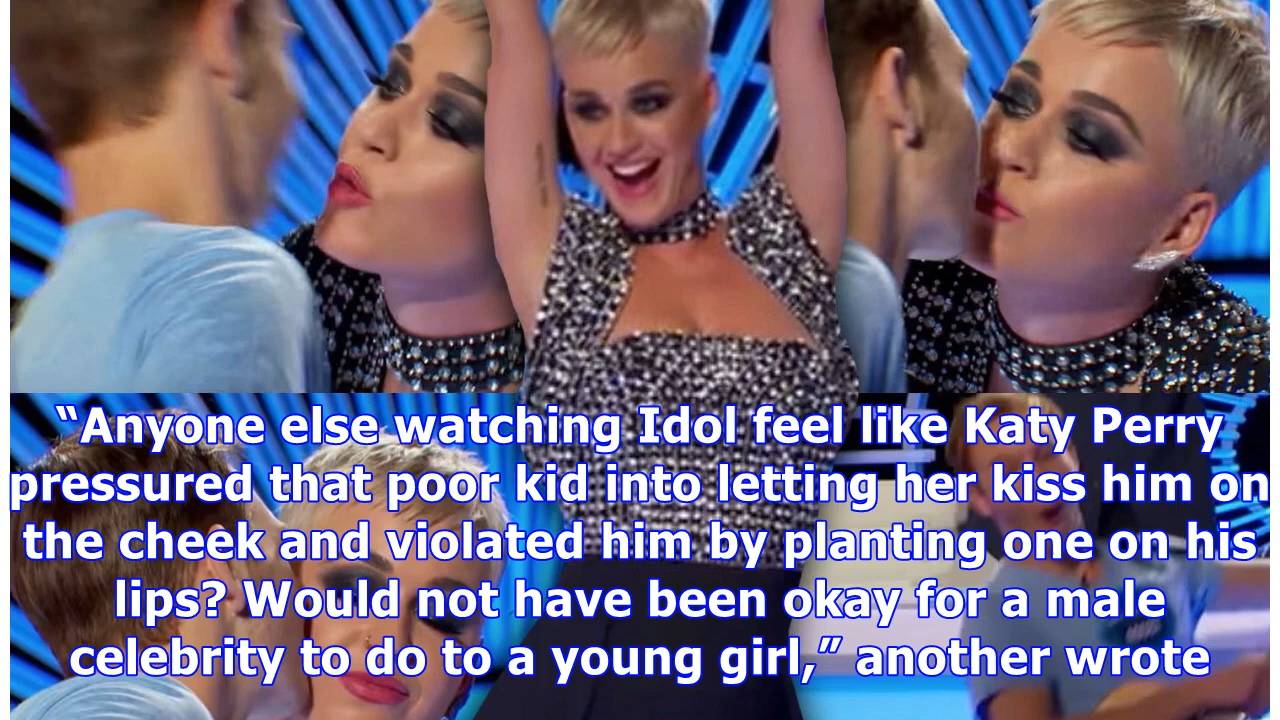 “Anyone else watching Idol feel like Katy Perry
pressured that poor kid into letting her kiss him on
the cheek and violated him by planting one on his
lips? Would not have been okay for a male
celebrity to do to a young girl,” another wrote